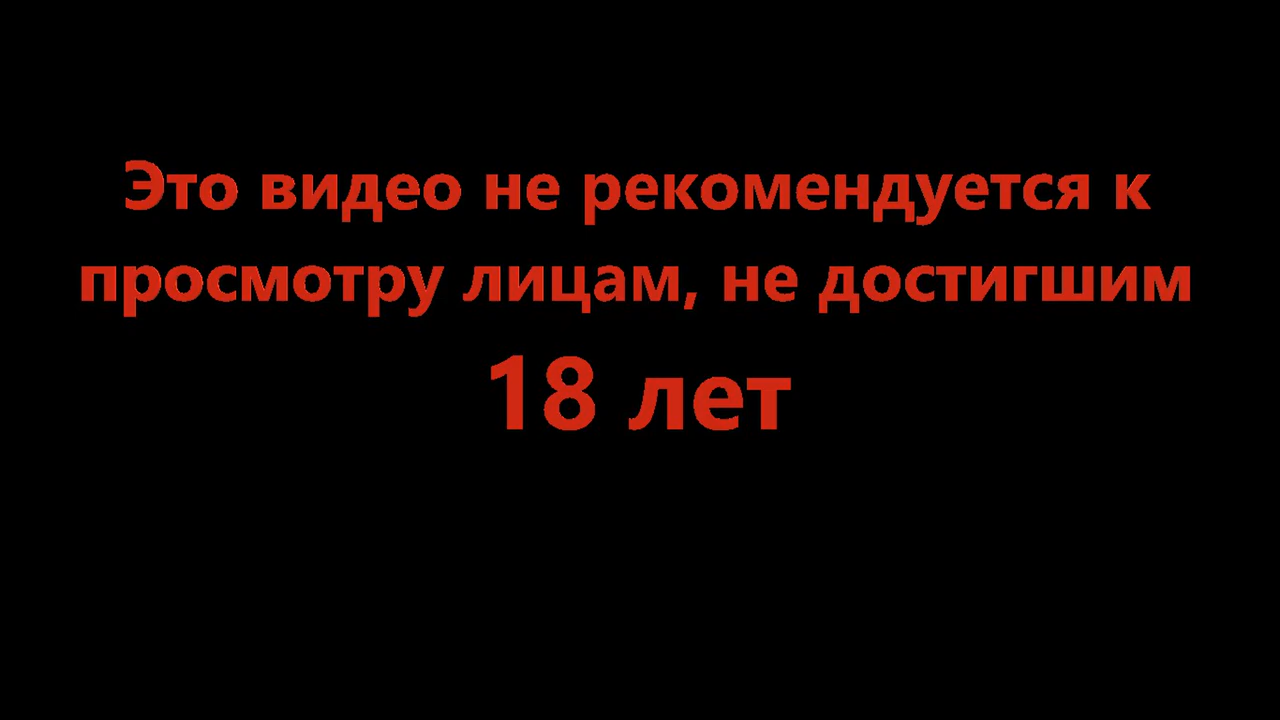 Это видео не рекомендуется к
просмотру лицам, не достигшим
18 лет